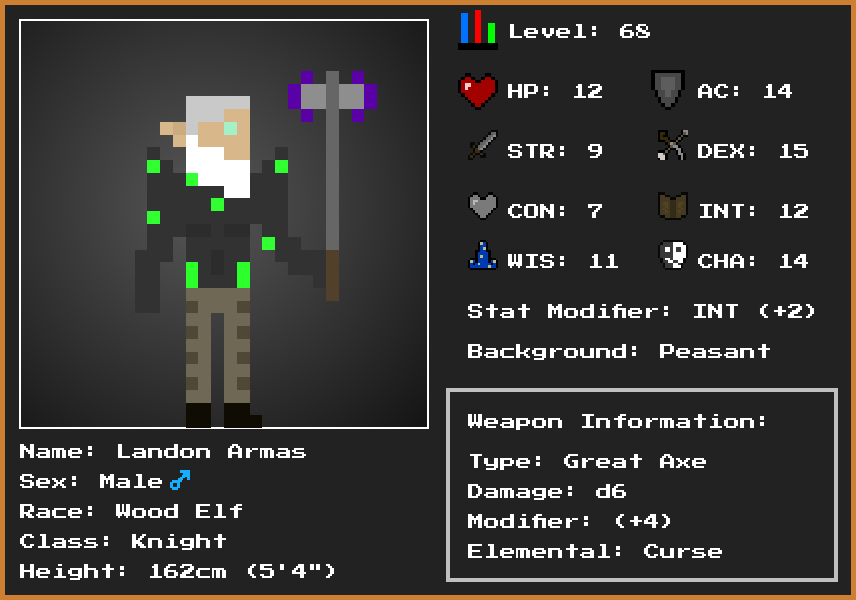 Level: 68
HP: 12
AC: 14
STR: 9
DEX: 15
CON: 7
INT: 12
WIS: 11
CHA: 14
Stat Modifier: INT (+2)
Background: Peasant
Name: Landon Armas
Sex: Male♂
Race: Wood Elf
Class: Knight
Height: 162cm (5'4")
Weapon Information:
Type: Great Axe
Damage: d6
Modifier: (+4)
Elemental: Curse